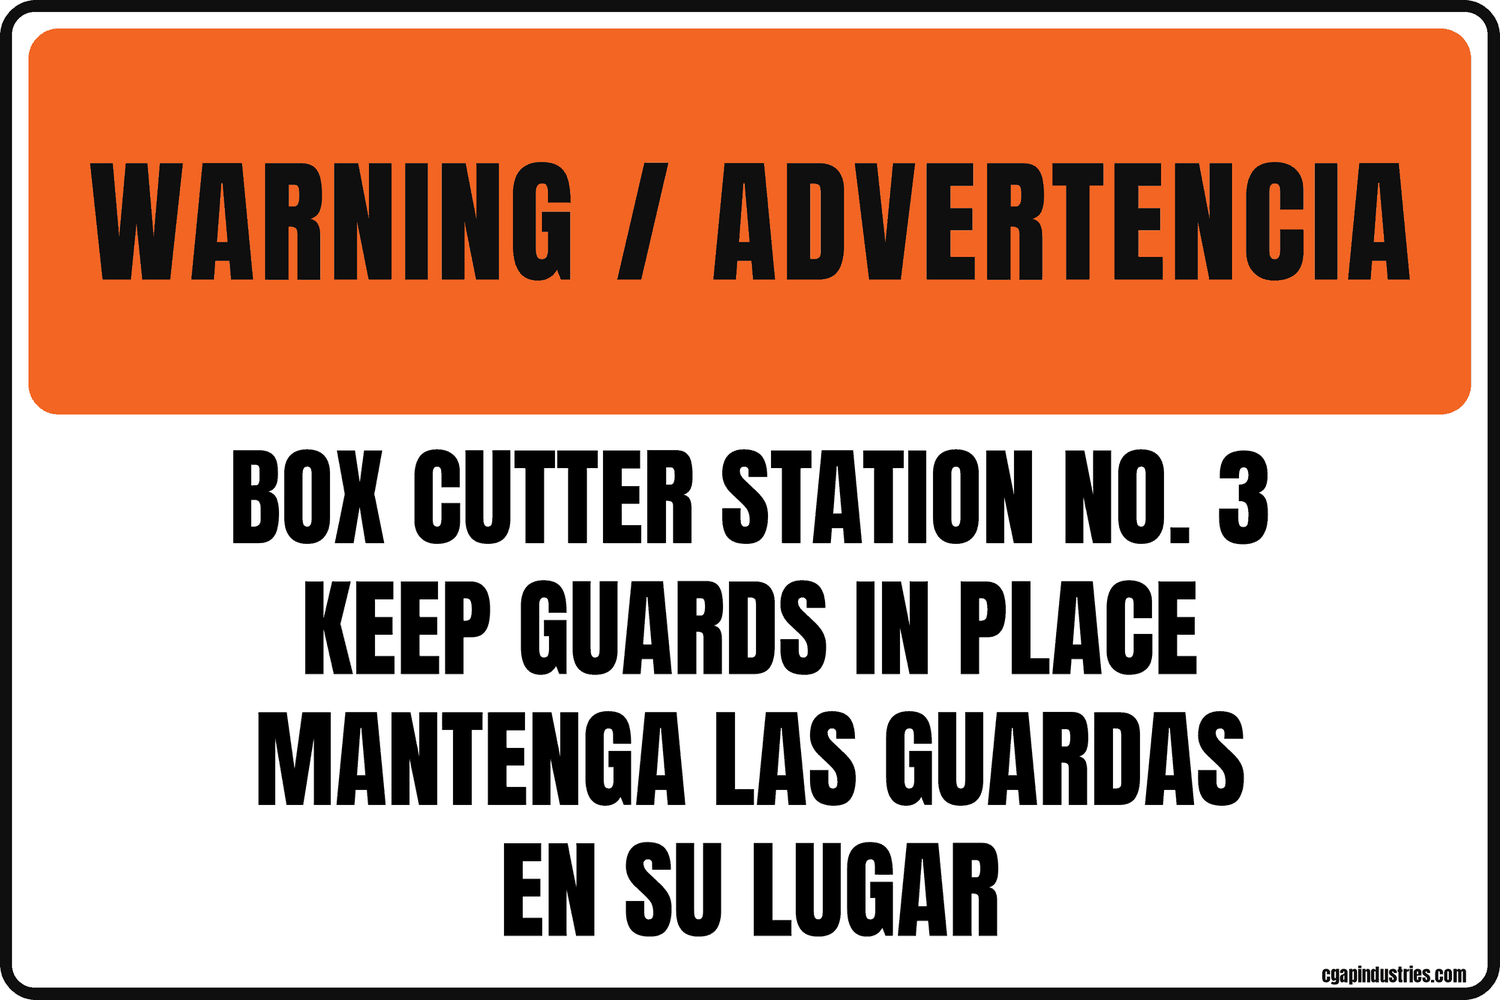 WARNING / ADVERTENCIA
BOX CUTTER STATION NO. 3
KEEP GUARDS IN PLACE
MANTENGA LAS GUARDAS
EN SU LUGAR
cgapindustries.com